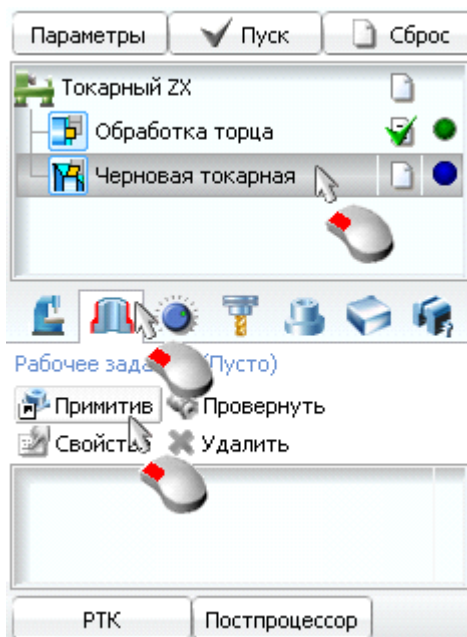 Параметры Пуск Сброс
Токарный ZX
Обработка торца
Черновая токарная
Рабочее зада (Пусто)
Примитив Провернуть
Свойств Удалить
РТК Постпроцессор